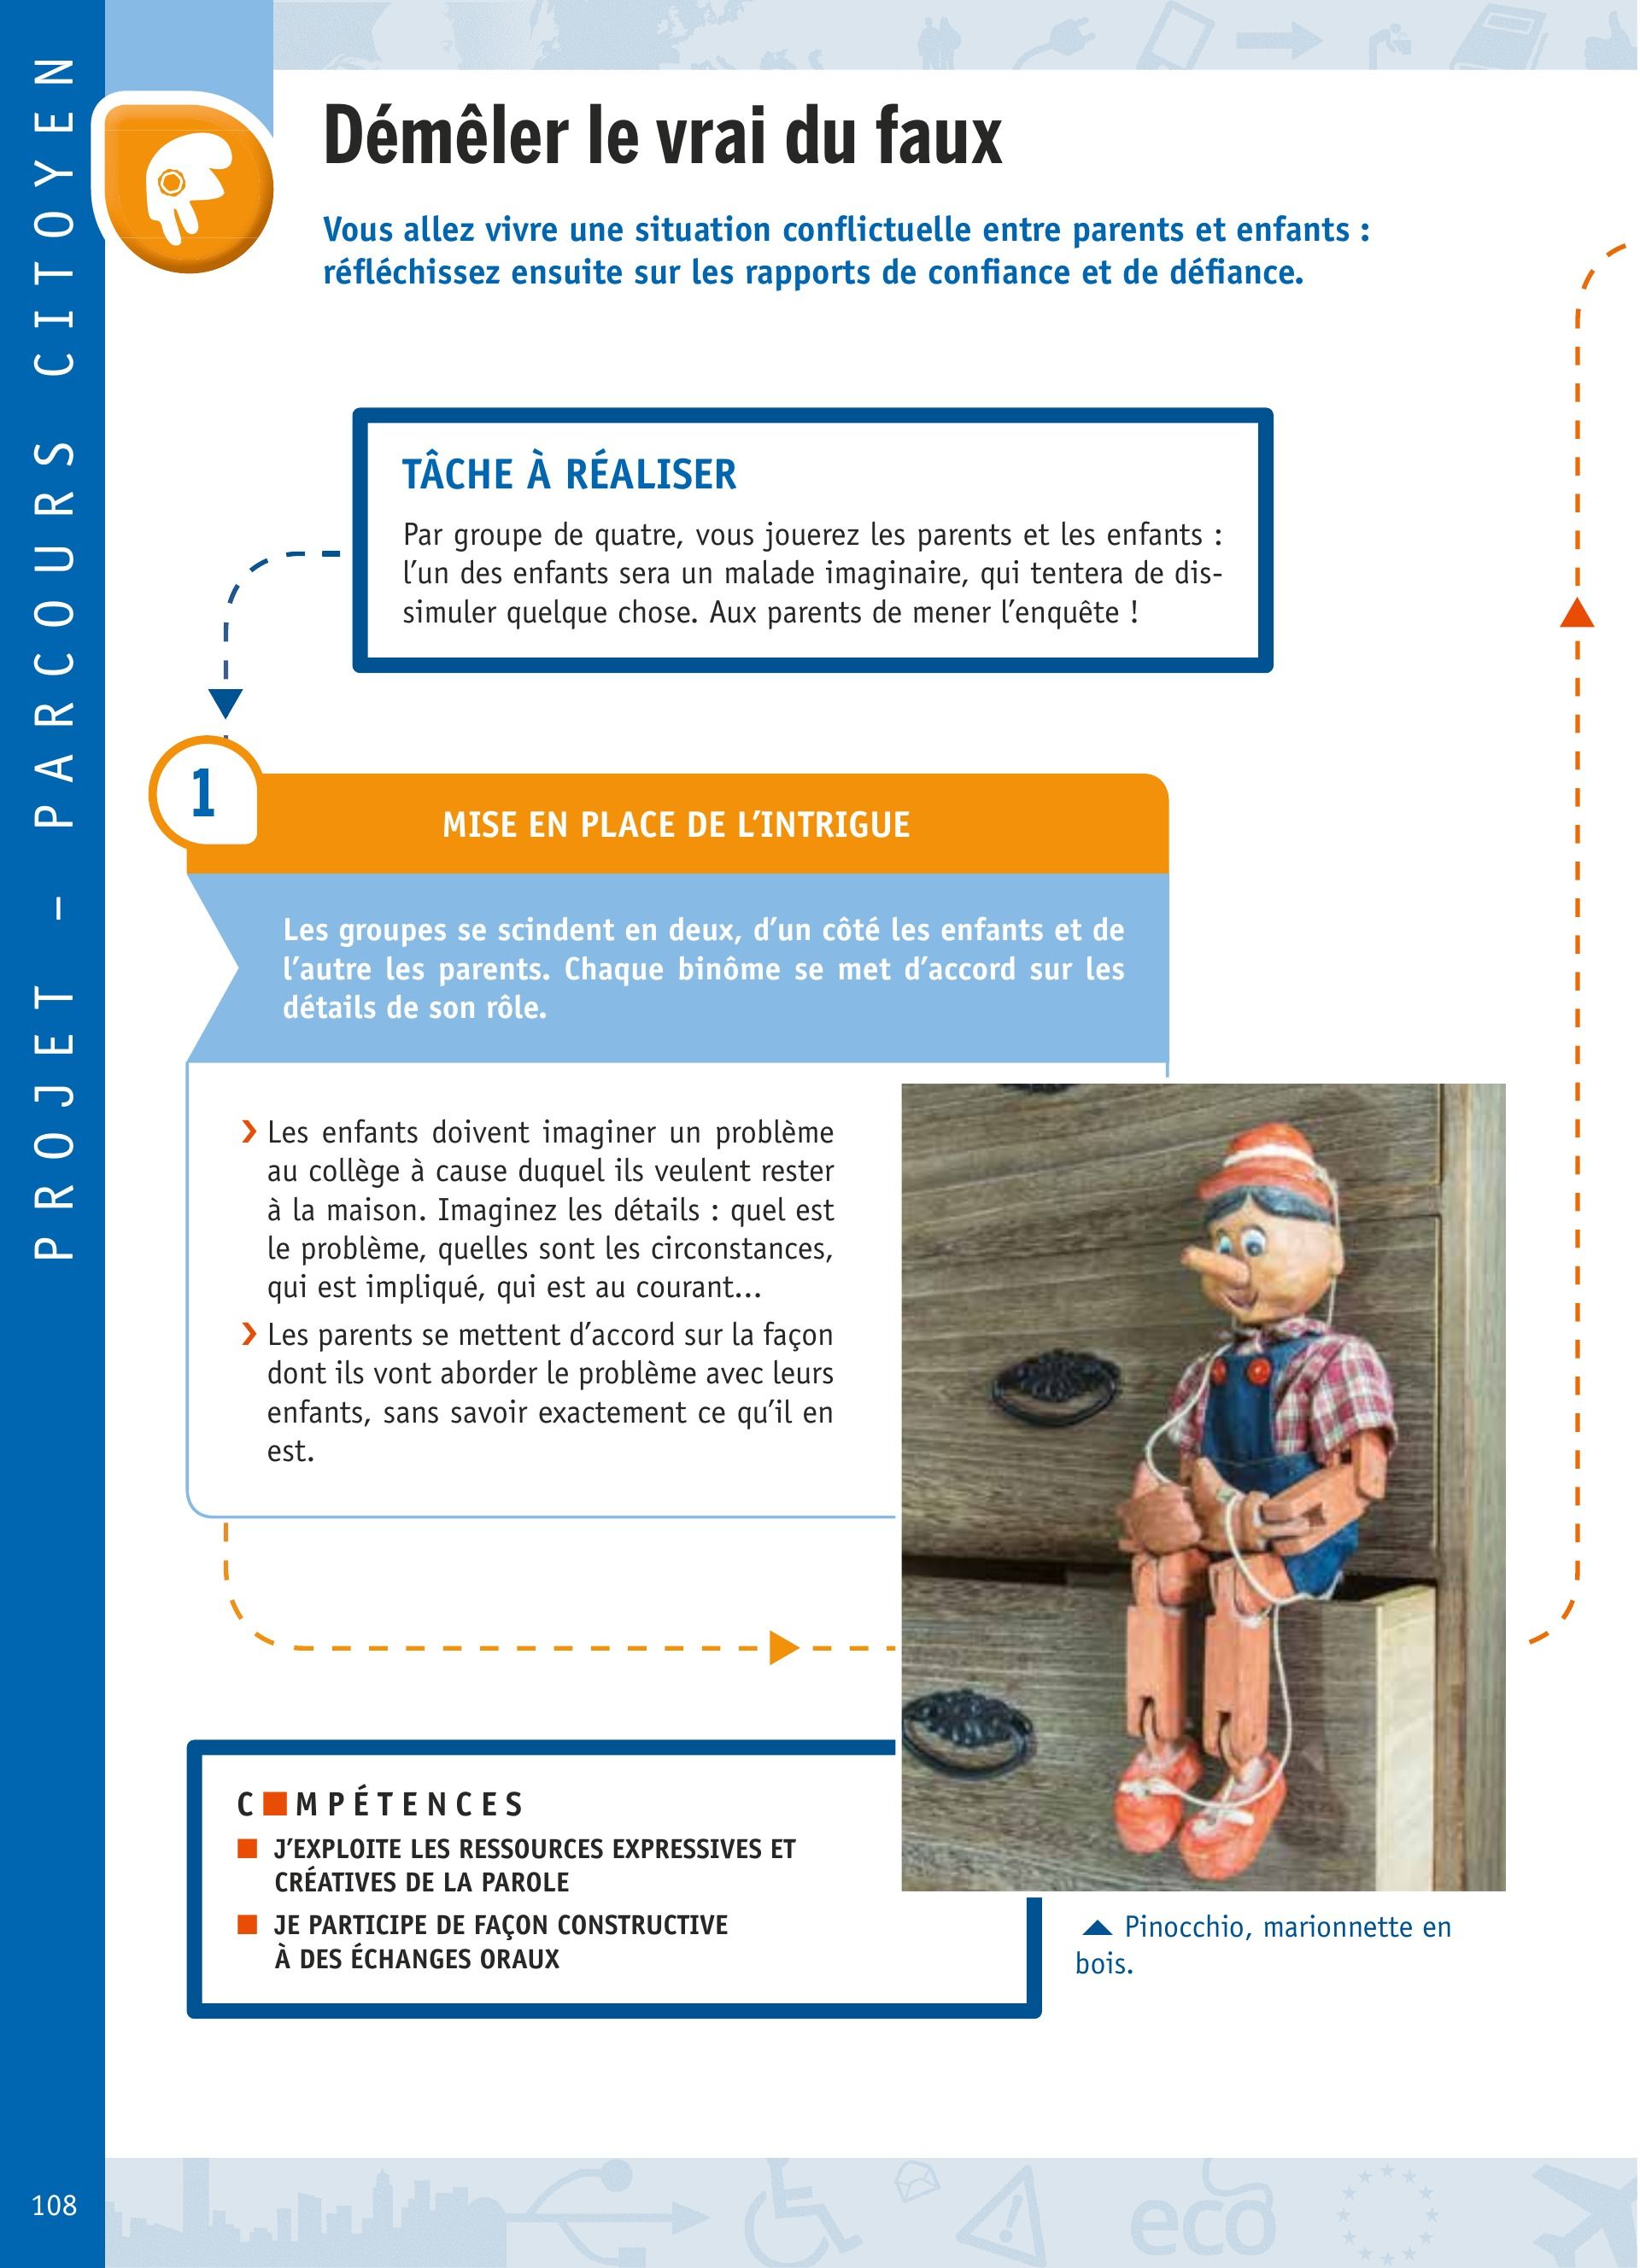 PROJET – PARCOURS CITOYEN
Démêler le vrai du faux
Vous allez vivre une situation conflictuelle entre parents et enfants :
réfléchissez ensuite sur les rapports de confiance et de défiance.
TÂCHE À RÉALISER
Par groupe de quatre, vous jouerez les parents et les enfants :
l’un des enfants sera un malade imaginaire, qui tentera de dis-
simuler quelque chose. Aux parents de mener l’enquête !
1
MISE EN PLACE DE L’INTRIGUE
Les groupes se scindent en deux, d’un côté les enfants et de
l’autre les parents. Chaque binôme se met d’accord sur les
détails de son rôle.
› Les enfants doivent imaginer un problème
au collège à cause duquel ils veulent rester
à la maison. Imaginez les détails : quel est
le problème, quelles sont les circonstances,
qui est impliqué, qui est au courant...
› Les parents se mettent d’accord sur la façon
dont ils vont aborder le problème avec leurs
enfants, sans savoir exactement ce qu’il en
est.
C■MPÉTENCES
■ J’EXPLOITE LES RESSOURCES EXPRESSIVES ET
CRÉATIVES DE LA PAROLE
■ JE PARTICIPE DE FAÇON CONSTRUCTIVE
À DES ÉCHANGES ORAUX
▲ Pinocchio, marionnette en
bois.
108
eco